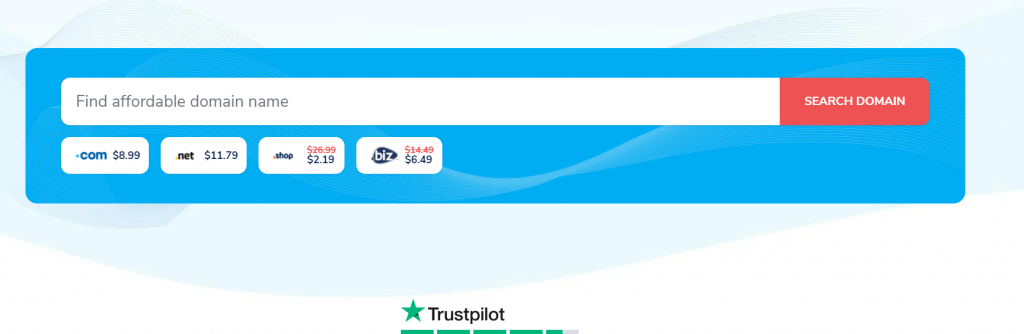 Find affordable domain name
SEARCH DOMAIN
.com $8.99
.net $11.79
.shop $26.99 $2.19
.biz $14.49 $6.49
Trustpilot